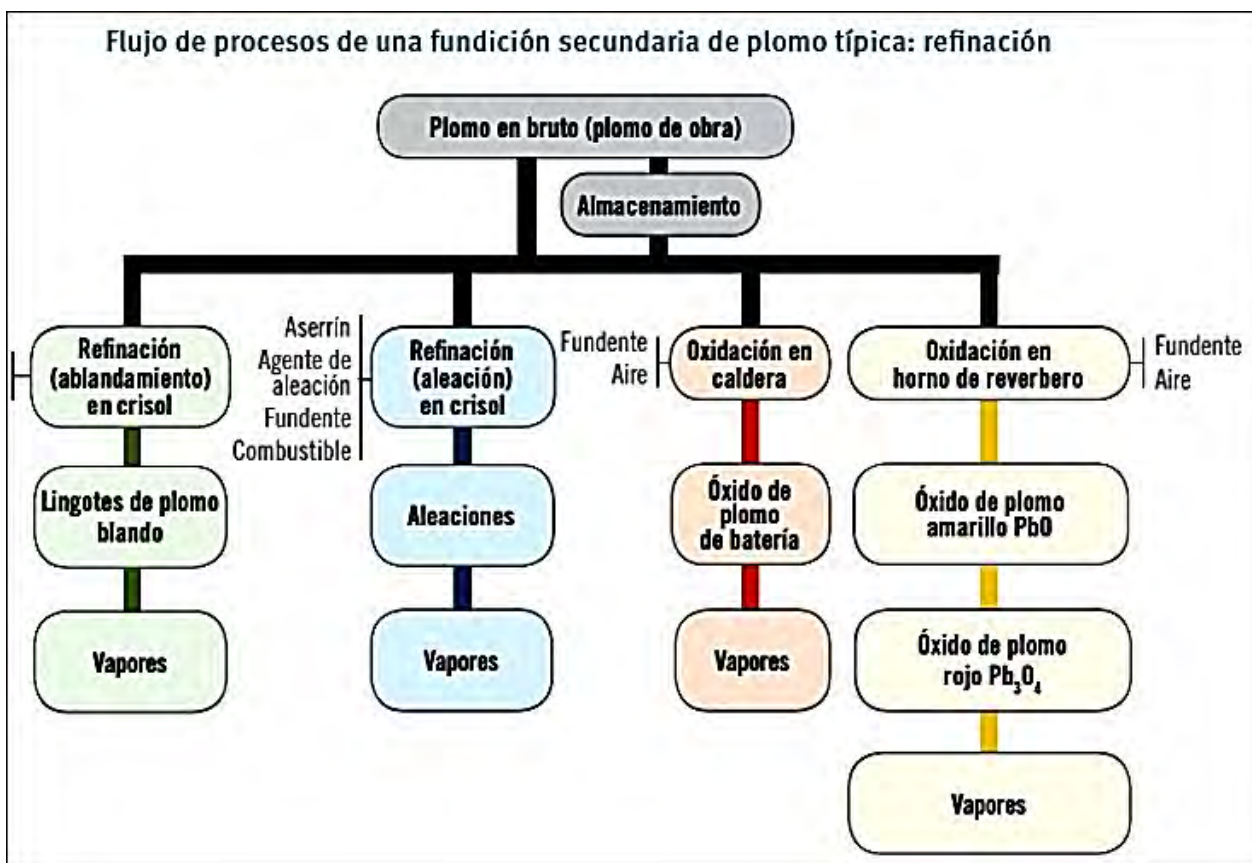 Flujo de procesos de una fundición secundaria de plomo típica: refinación
Plomo en bruto (plomo de obra)
Almacenamiento
Refinación
(ablandamiento)
en crisol
Lingotes de plomo
blando
Vapores
Aserrín
Agente de
aleación
Fundente
Combustible
Refinación
(aleación)
en crisol
Aleaciones
Vapores
Fundente
Aire
Oxidación en
caldera
Óxido de
plomo
de batería
Vapores
Oxidación en
horno de reverbero
Fundente
Aire
Óxido de plomo
amarillo PbO
Óxido de plomo
rojo Pb₃O₄
Vapores